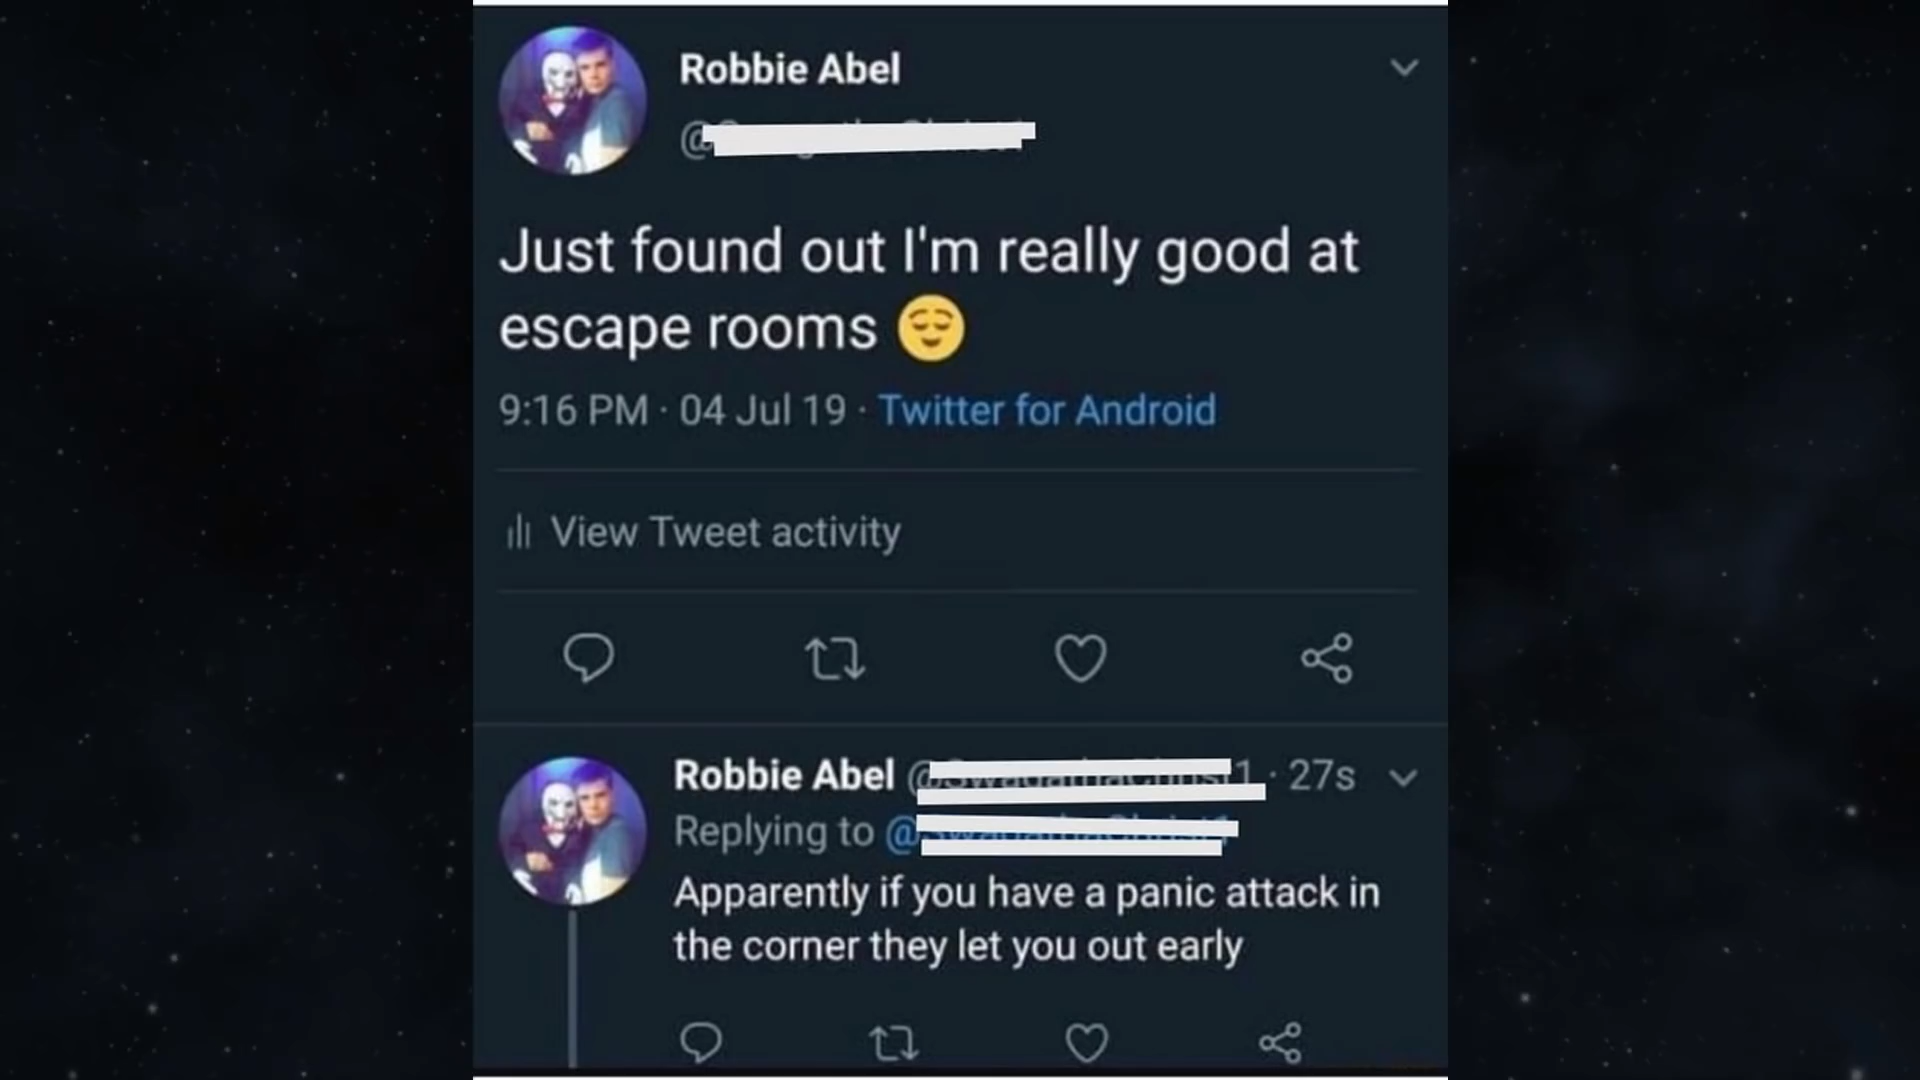 Robbie Abel
@
Just found out I'm really good at
escape rooms 😌
9:16 PM · 04 Jul 19 · Twitter for Android
View Tweet activity
Robbie Abel @ 1 · 27s
Replying to @
Apparently if you have a panic attack in
the corner they let you out early